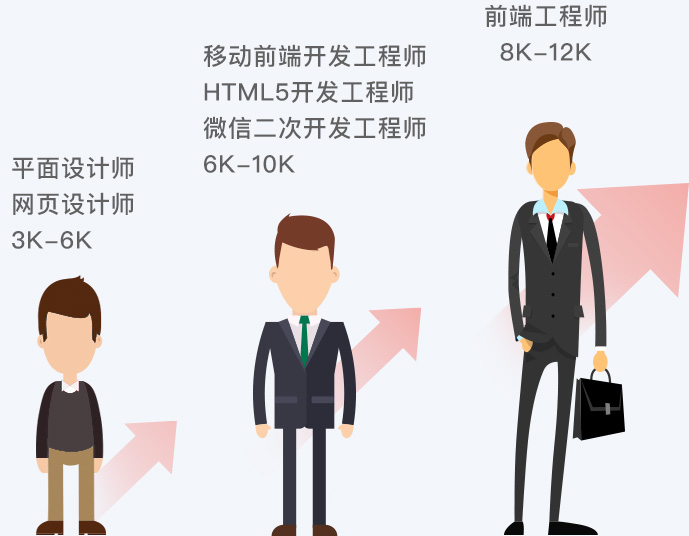 平面设计师
网页设计师
3K-6K
移动前端开发工程师
HTML5开发工程师
微信二次开发工程师
6K-10K
前端工程师
8K-12K